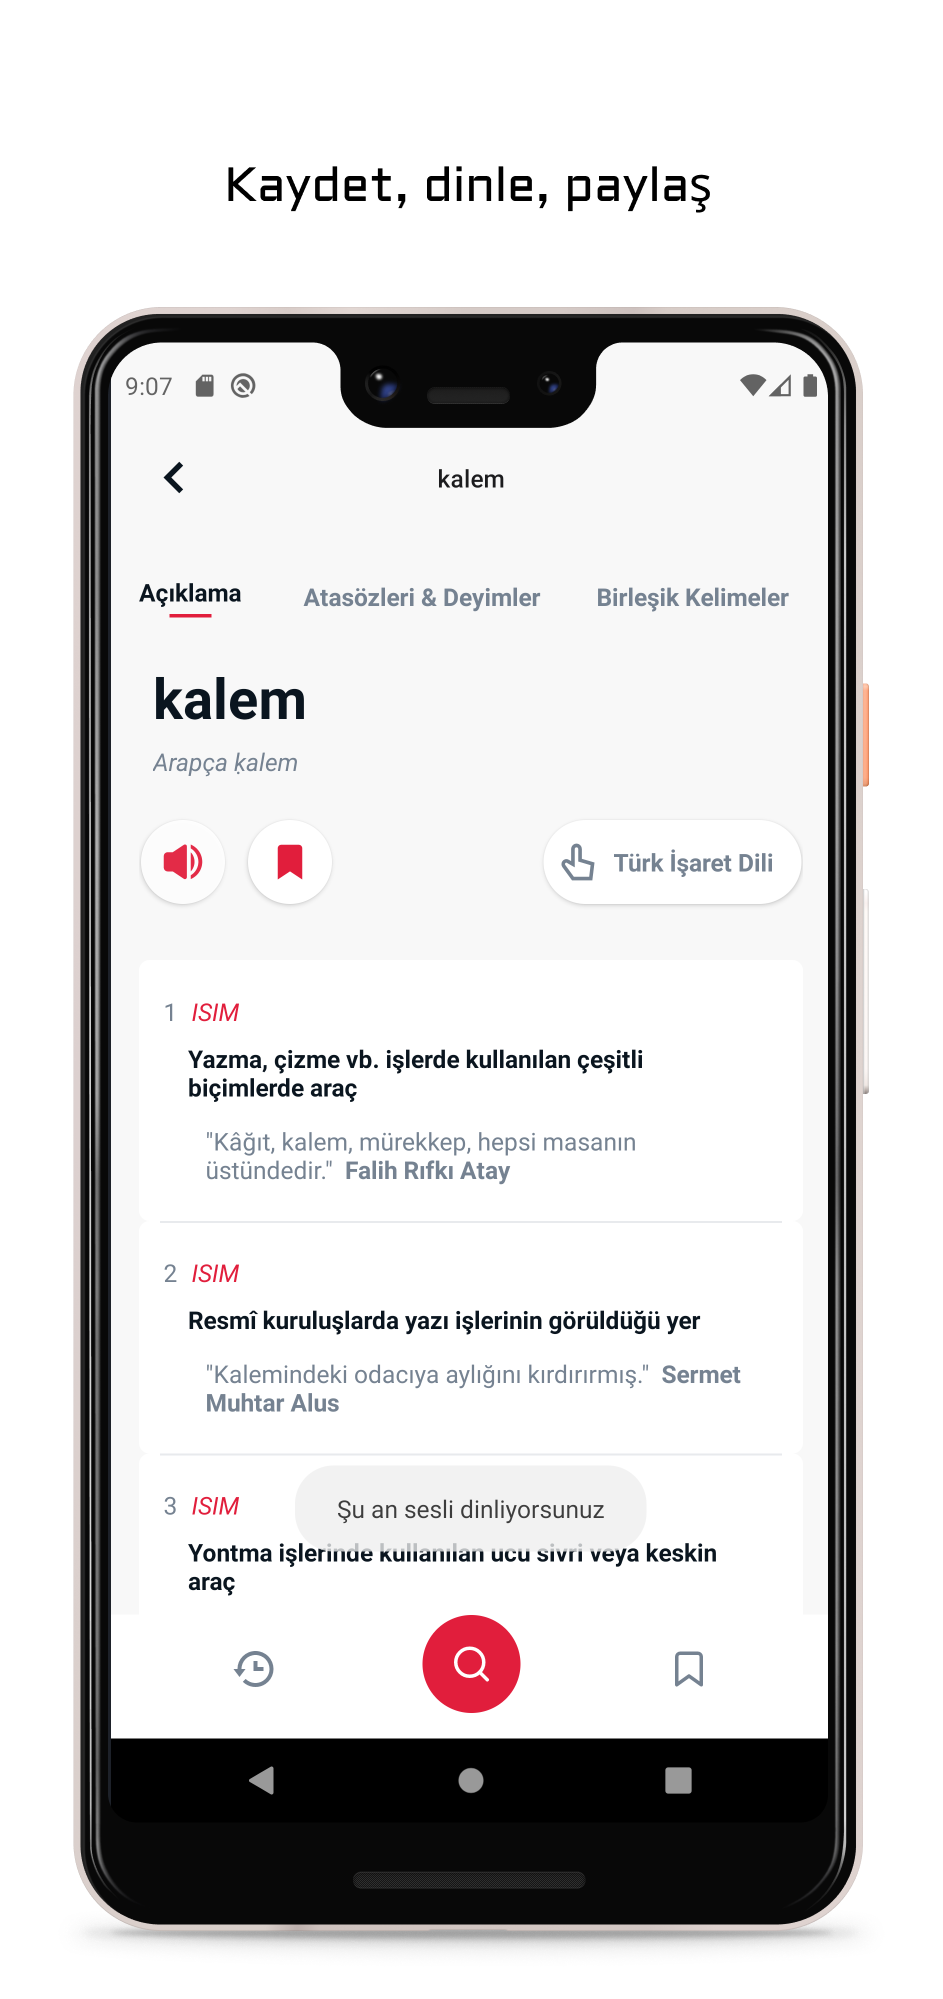 Kaydet, dinle, paylaş
9:07
kalem
Açıklama
Atasözleri & Deyimler
Birleşik Kelimeler
kalem
Arapça ḳalem
Türk İşaret Dili
1 ISIM
Yazma, çizme vb. işlerde kullanılan çeşitli
biçimlerde araç
"Kâğıt, kalem, mürekkep, hepsi masanın
üstündedir." Falih Rıfkı Atay
2 ISIM
Resmî kuruluşlarda yazı işlerinin görüldüğü yer
"Kalemindeki odacıya aylığını kırdırırmış." Sermet
Muhtar Alus
3 ISIM
Şu an sesli dinliyorsunuz
Yontma işlerinde kullanılan ucu sivri veya keskin
araç